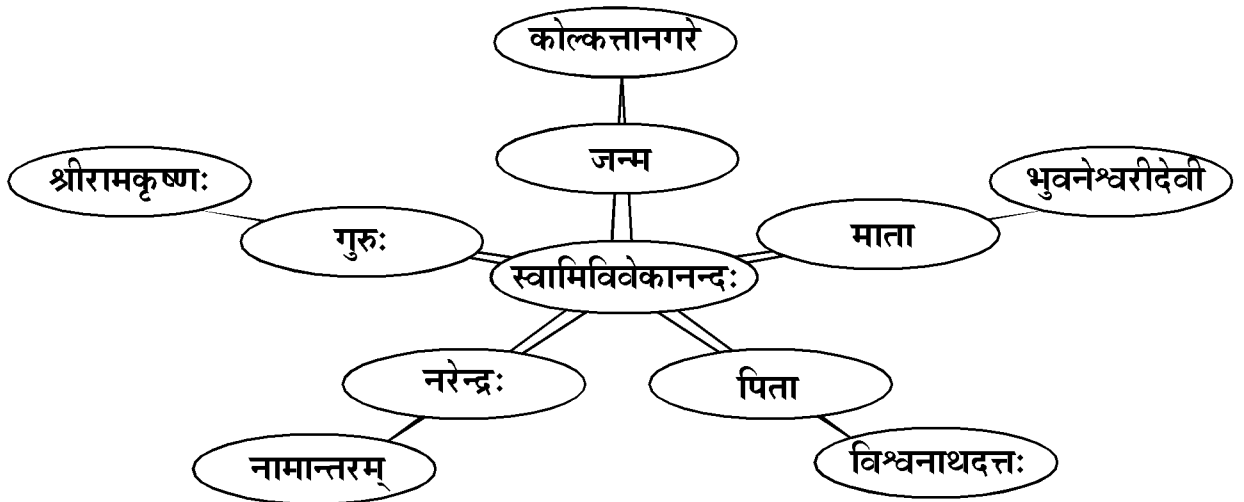 कोल्कत्तानगरे
जन्म
श्रीरामकृष्णः
भुवनेश्वरीदेवी
गुरुः
माता
स्वामिविवेकानन्दः
नरेन्द्रः
पिता
नामान्तरम्
विश्वनाथदत्तः